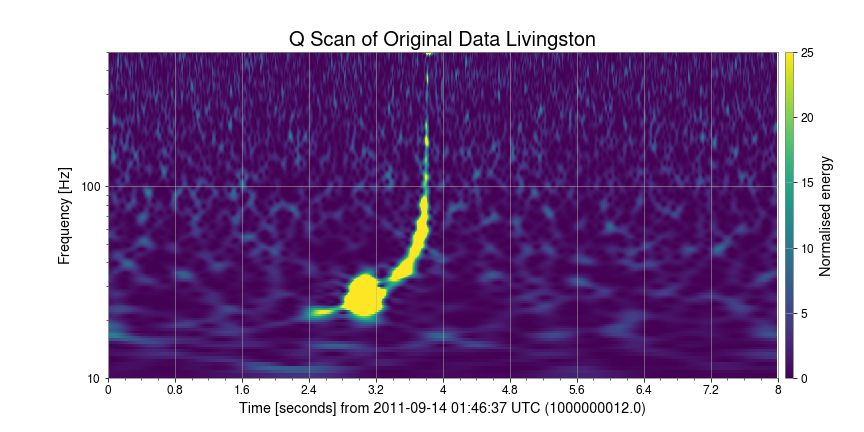 Q Scan of Original Data Livingston
25
20
15
10
5
0
Normalised energy
Frequency [Hz]
100
10
0 0.8 1.6 2.4 3.2 4 4.8 5.6 6.4 7.2 8
Time [seconds] from 2011-09-14 01:46:37 UTC (1000000012.0)